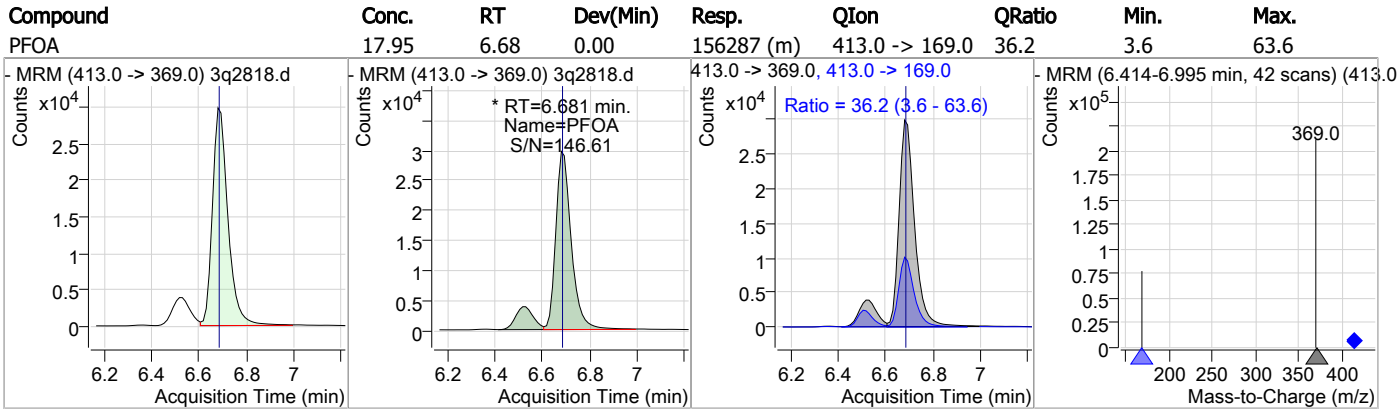 Compound Conc. RT Dev(Min) Resp. QIon QRatio Min. Max.
PFOA 17.95 6.68 0.00 156287 (m) 413.0 -> 169.0 36.2 3.6 63.6
- MRM (413.0 -> 369.0) 3q2818.d
Counts
x10⁴
2.5
2
1.5
1
0.5
0
6.2 6.4 6.6 6.8 7
Acquisition Time (min)
- MRM (413.0 -> 369.0) 3q2818.d
Counts
x10⁴
* RT=6.681 min.
Name=PFOA
S/N=146.61
3
2.5
2
1.5
1
0.5
0
6.2 6.4 6.6 6.8 7
Acquisition Time (min)
413.0 -> 369.0, 413.0 -> 169.0
Counts
x10⁴
Ratio = 36.2 (3.6 - 63.6)
2.5
2
1.5
1
0.5
0
6.2 6.4 6.6 6.8 7
Acquisition Time (min)
- MRM (6.414-6.995 min, 42 scans) (413.0
Counts
x10⁵
369.0
2
1.75
1.5
1.25
1
0.75
0.5
0.25
0
200 250 300 350 400
Mass-to-Charge (m/z)